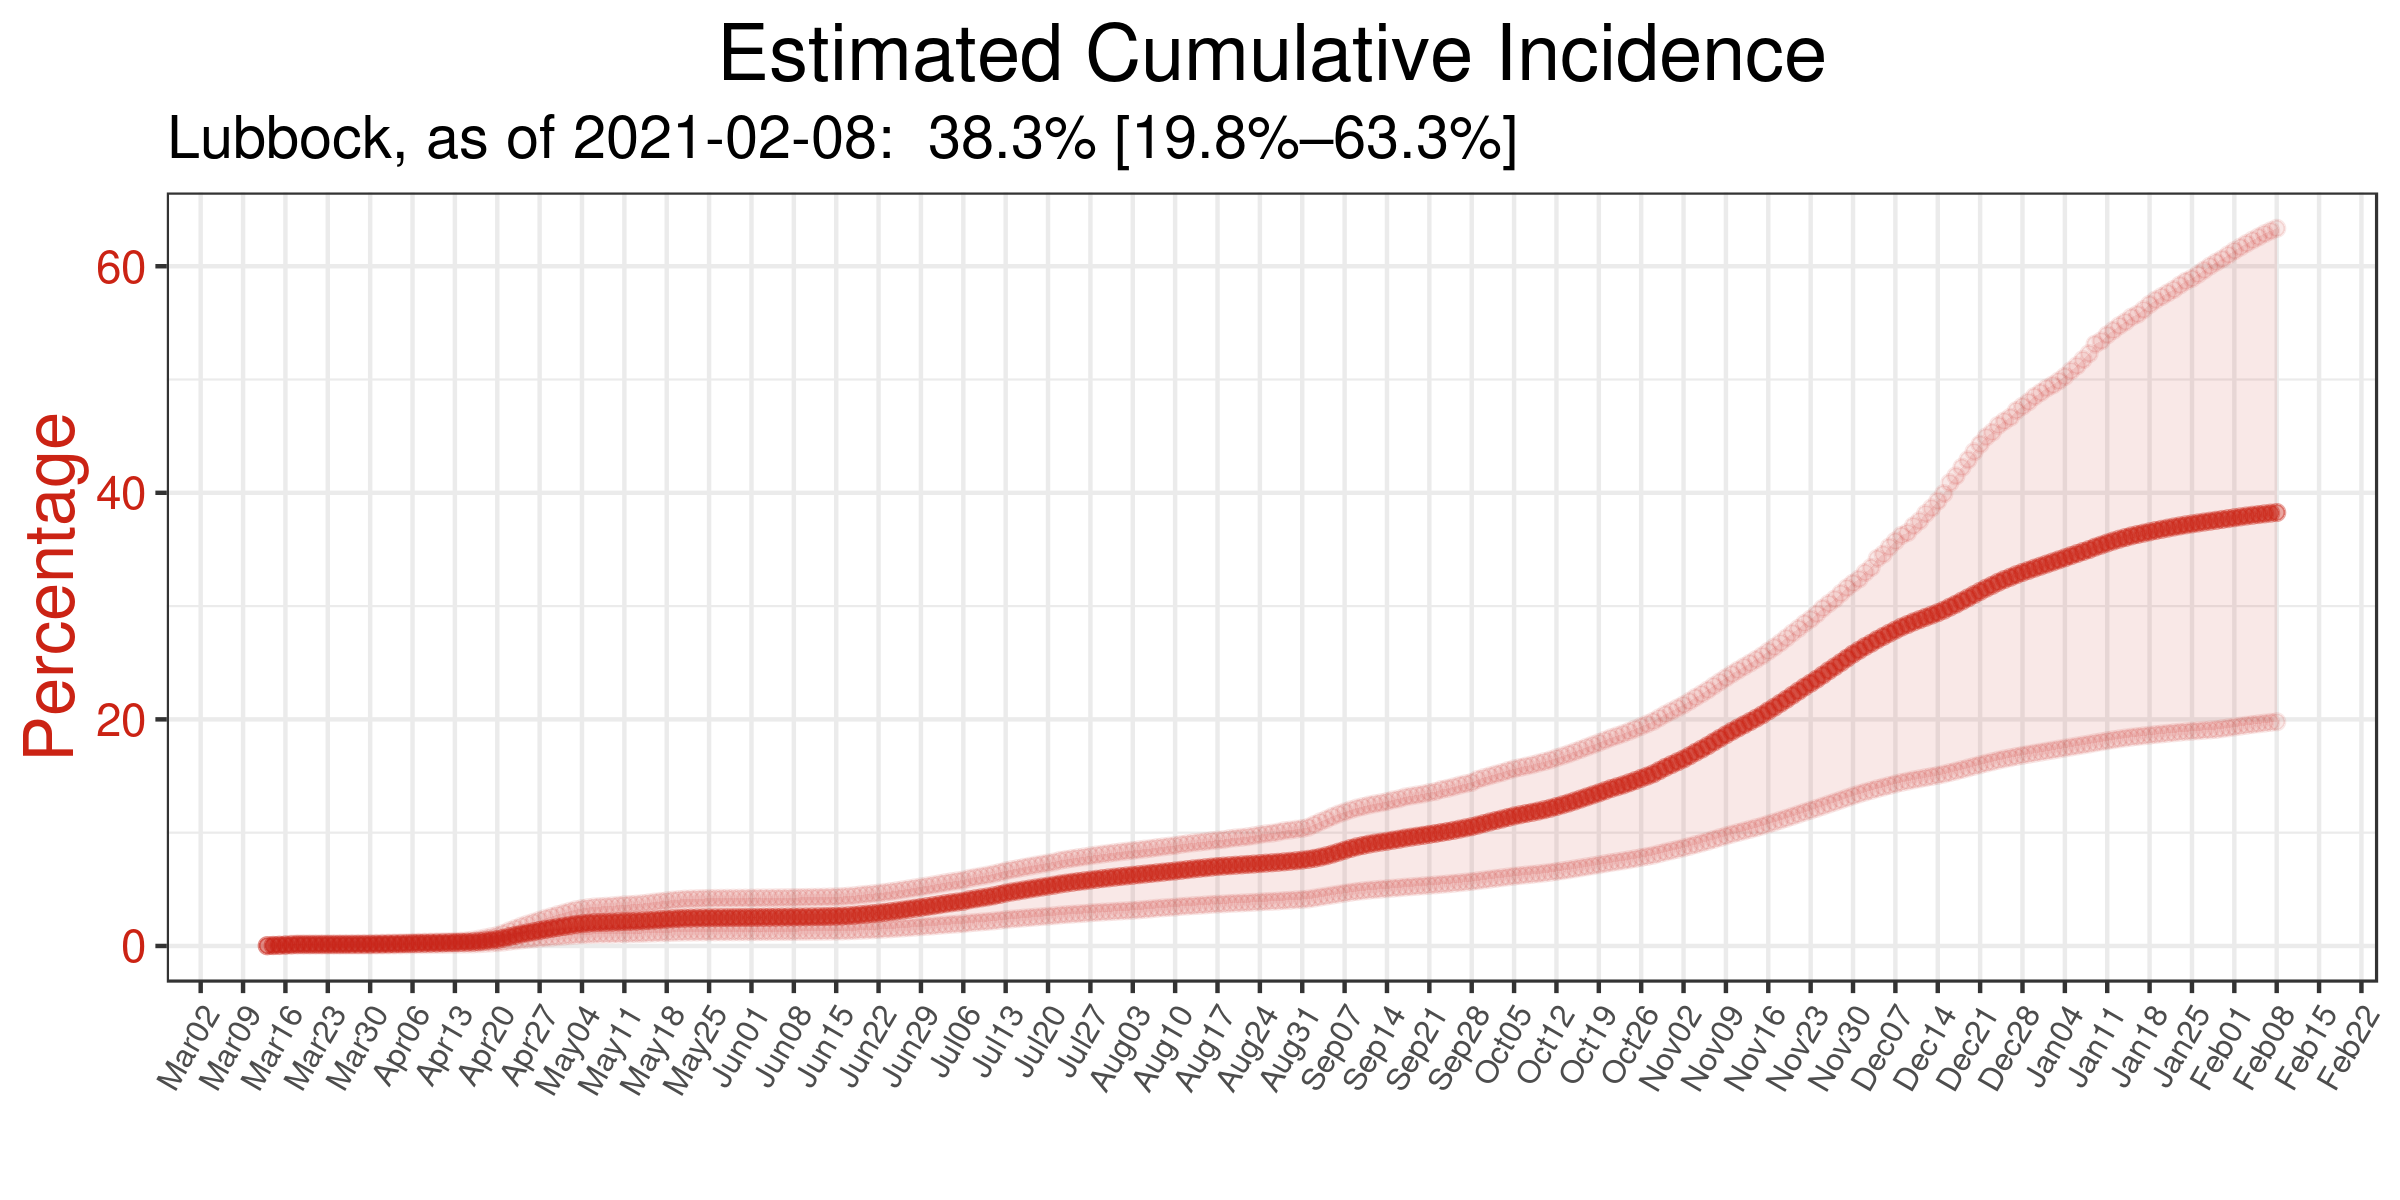 Estimated Cumulative Incidence
Lubbock, as of 2021-02-08:  38.3% [19.8%–63.3%]
Percentage
60
40
20
0
Mar02
Mar09
Mar16
Mar23
Mar30
Apr06
Apr13
Apr20
Apr27
May04
May11
May18
May25
Jun01
Jun08
Jun15
Jun22
Jun29
Jul06
Jul13
Jul20
Jul27
Aug03
Aug10
Aug17
Aug24
Aug31
Sep07
Sep14
Sep21
Sep28
Oct05
Oct12
Oct19
Oct26
Nov02
Nov09
Nov16
Nov23
Nov30
Dec07
Dec14
Dec21
Dec28
Jan04
Jan11
Jan18
Jan25
Feb01
Feb08
Feb15
Feb22